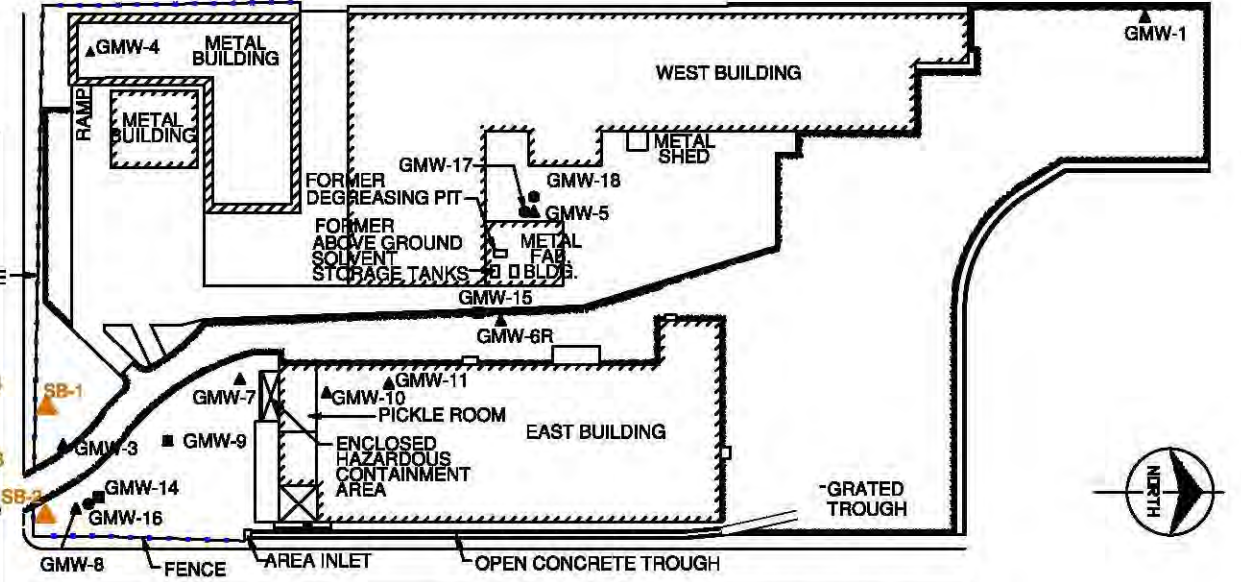 GMW-1
GMW-4
METAL
BUILDING
WEST BUILDING
RAMP
METAL
BUILDING
METAL
SHED
GMW-17
GMW-18
FORMER
DEGREASING PIT
GMW-5
FORMER
ABOVE GROUND
SOLVENT
STORAGE TANKS
METAL
FAB.
BLDG.
E
GMW-15
GMW-6R
SB-1
GMW-7
GMW-10
GMW-11
PICKLE ROOM
GMW-3
GMW-9
EAST BUILDING
ENCLOSED
HAZARDOUS
CONTAINMENT
AREA
SB-2
GMW-14
GMW-16
GRATED
TROUGH
NORTH
GMW-8
FENCE
AREA INLET
OPEN CONCRETE TROUGH